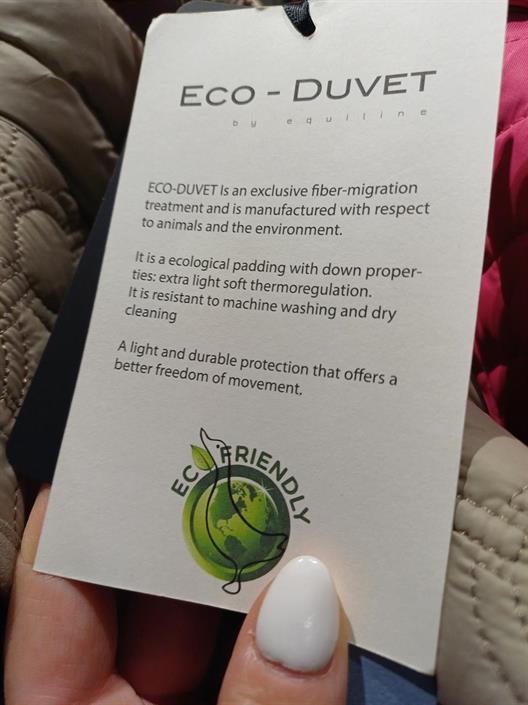 ECO - DUVET
by equiline
ECO-DUVET Is an exclusive fiber-migration
treatment and is manufactured with respect
to animals and the environment.
It is a ecological padding with down proper-
ties: extra light soft thermoregulation.
It is resistant to machine washing and dry
cleaning
A light and durable protection that offers a
better freedom of movement.
ECO FRIENDLY